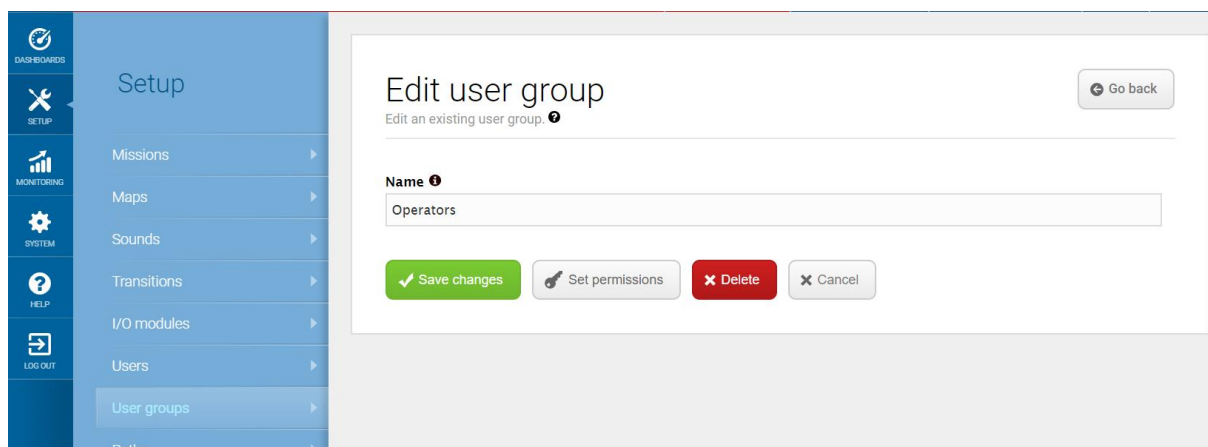 DASHBOARDS
SETUP
MONITORING
SYSTEM
HELP
LOG OUT
Setup
Missions
Maps
Sounds
Transitions
I/O modules
Users
User groups
Edit user group
Go back
Edit an existing user group.
Name
Operators
Save changes
Set permissions
Delete
Cancel